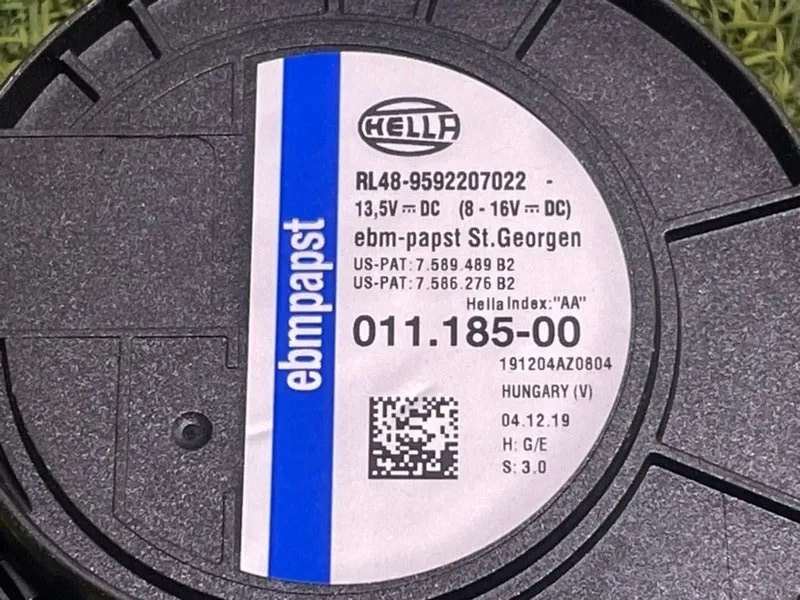 HELLA
RL48-9592207022 -
13,5V⎓DC (8 - 16V⎓DC)
ebm-papst St.Georgen
US-PAT: 7.589.489 B2
US-PAT: 7.586.276 B2
Hella Index: "AA"
011.185-00
191204AZ0804
HUNGARY (V)
04.12.19
H: G/E
S: 3.0
ebmpapst